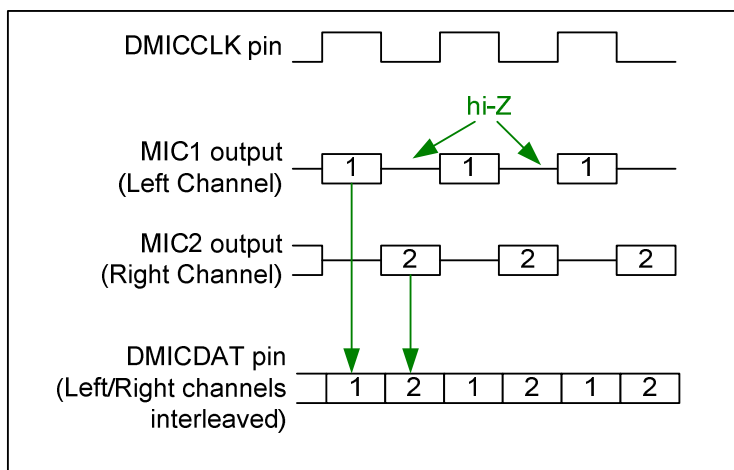 DMICCLK pin
hi-Z
MIC1 output
(Left Channel)
1 1 1
MIC2 output
(Right Channel)
2 2 2
DMICDAT pin
(Left/Right channels
interleaved)
1 2 1 2 1 2